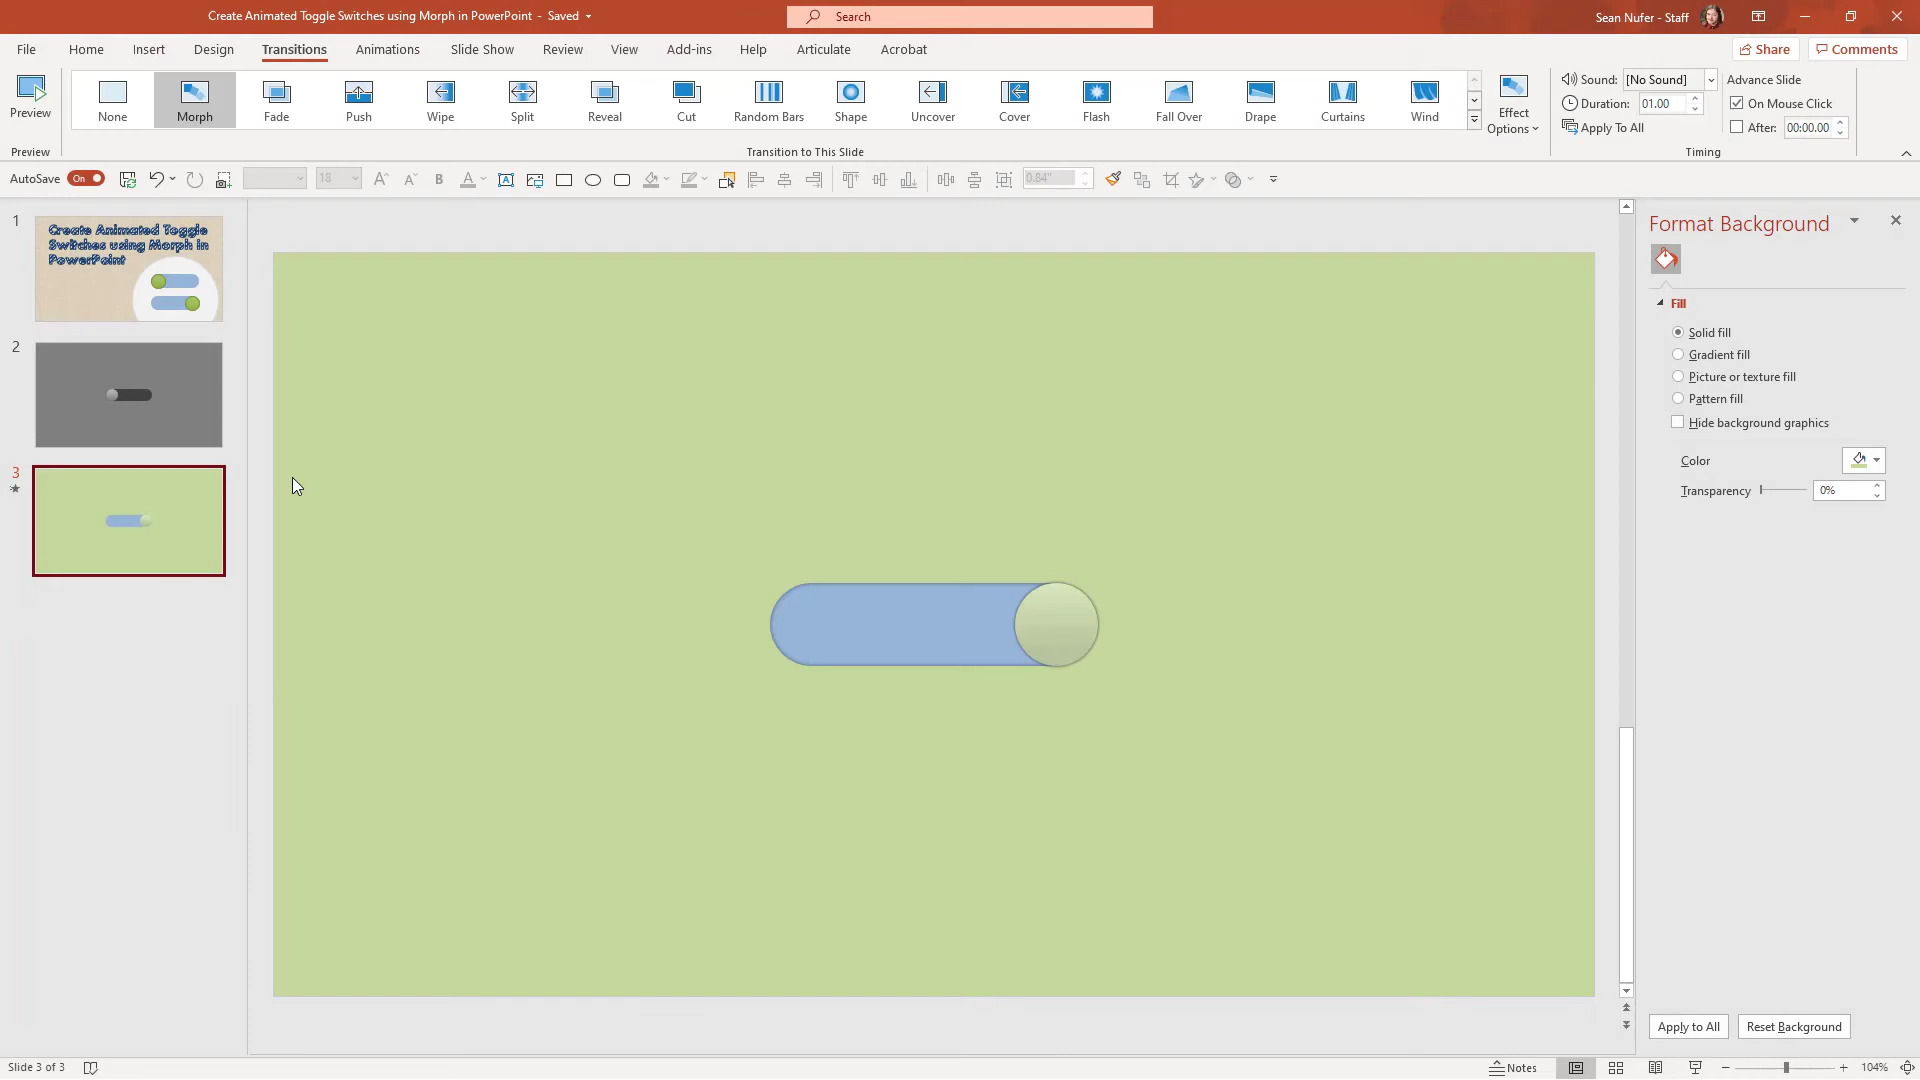 Create Animated Toggle Switches using Morph in PowerPoint - Saved
Search
Sean Nufer - Staff
File Home Insert Design Transitions Animations Slide Show Review View Add-ins Help Articulate Acrobat
Share Comments
Preview
None Morph Fade Push Wipe Split Reveal Cut Random Bars Shape Uncover Cover Flash Fall Over Drape Curtains Wind
Effect
Options
Sound: [No Sound] Advance Slide
Duration: 01.00 On Mouse Click
Apply To All After: 00:00.00
Preview Transition to This Slide Timing
AutoSave On 18 A A B A A 0.84"
1
Create Animated Toggle
Switches using Morph in
PowerPoint
2
3
Format Background
Fill
Solid fill
Gradient fill
Picture or texture fill
Pattern fill
Hide background graphics
Color
Transparency 0%
Apply to All Reset Background
Slide 3 of 3 Notes 104%